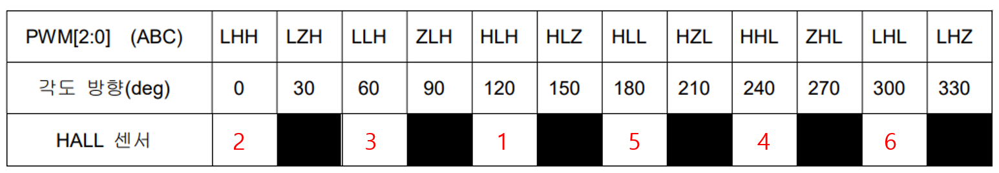 PWM[2:0] (ABC) LHH LZH LLH ZLH HLH HLZ HLL HZL HHL ZHL LHL LHZ
각도 방향(deg) 0 30 60 90 120 150 180 210 240 270 300 330
HALL 센서 2 3 1 5 4 6